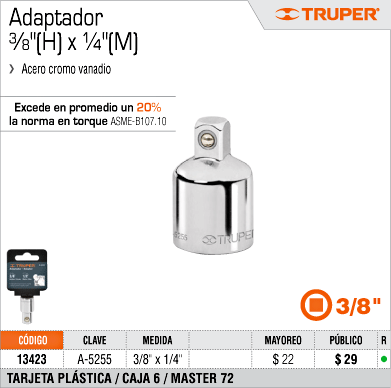 Adaptador
TRUPER®
3/8"(H) x 1/4"(M)
Acero cromo vanadio
Excede en promedio un 20%
la norma en torque ASME-B107.10
TRUPER
TRUPER
3/8"
CÓDIGO CLAVE MEDIDA MAYOREO PÚBLICO R
13423 A-5255 3/8" x 1/4" $ 22 $ 29
TARJETA PLÁSTICA / CAJA 6 / MASTER 72